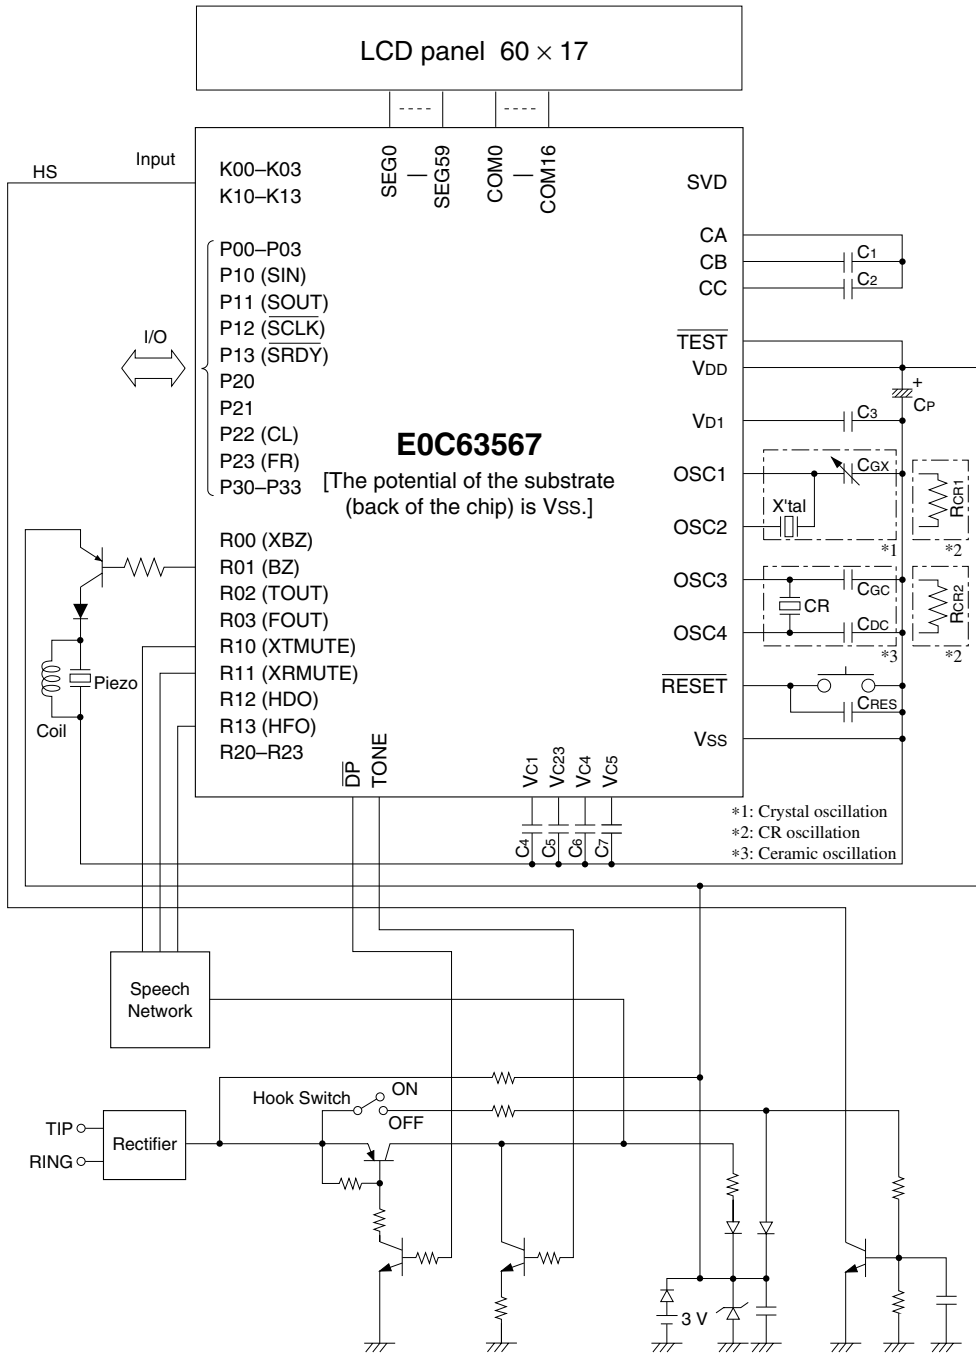 LCD panel 60 × 17
SEG0
SEG59
COM0
COM16
Input
HS
K00–K03
K10–K13
P00–P03
P10 (SIN)
P11 (SOUT)
P12 (SCLK)
P13 (SRDY)
P20
P21
P22 (CL)
P23 (FR)
P30–P33
I/O
R00 (XBZ)
R01 (BZ)
R02 (TOUT)
R03 (FOUT)
R10 (XTMUTE)
R11 (XRMUTE)
R12 (HDO)
R13 (HFO)
R20–R23
E0C63567
[The potential of the substrate
(back of the chip) is VSS.]
SVD
CA
CB
CC
TEST
VDD
VD1
OSC1
OSC2
OSC3
OSC4
RESET
VSS
C1
C2
+
CP
C3
CGX
X'tal
*1
RCR1
*2
CGC
CR
CDC
*3
RCR2
*2
CRES
Piezo
Coil
DP
TONE
VC1
VC23
VC4
VC5
C4
C5
C6
C7
*1: Crystal oscillation
*2: CR oscillation
*3: Ceramic oscillation
Speech
Network
Hook Switch
ON
OFF
TIP
RING
Rectifier
3 V